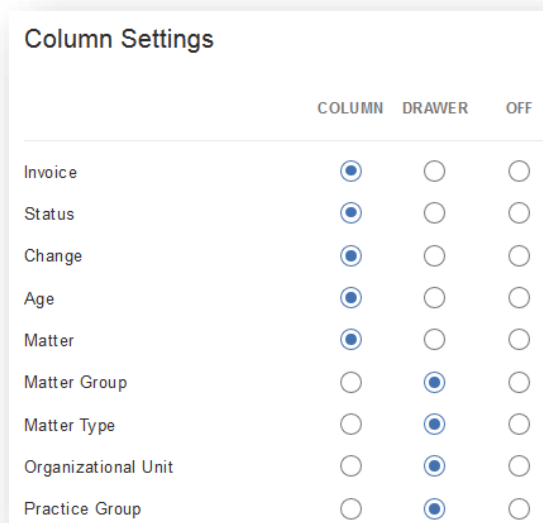 Column Settings
COLUMN DRAWER OFF
Invoice
Status
Change
Age
Matter
Matter Group
Matter Type
Organizational Unit
Practice Group